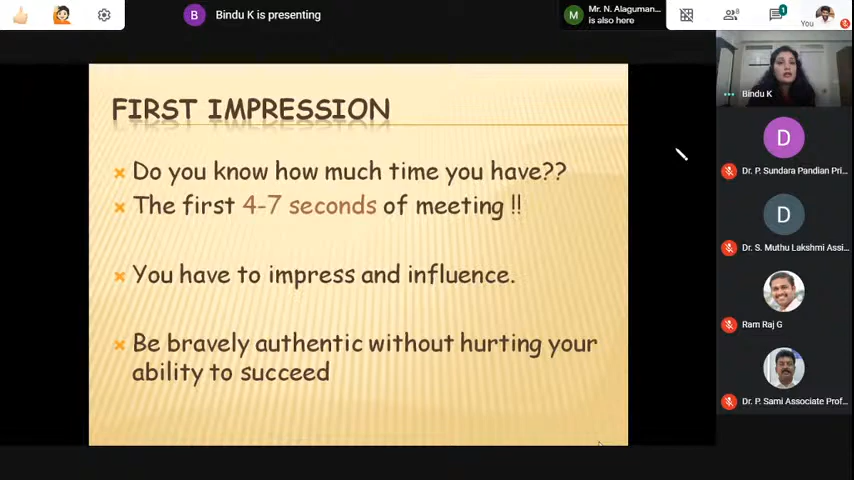 B Bindu K is presenting
M Mr. N. Alaguman...
is also here
8
1
You
FIRST IMPRESSION
Do you know how much time you have??
The first 4-7 seconds of meeting !!
You have to impress and influence.
Be bravely authentic without hurting your
ability to succeed
Bindu K
D
Dr. P. Sundara Pandian Pri...
D
Dr. S. Muthu Lakshmi Assi...
Ram Raj G
Dr. P. Sami Associate Prof...